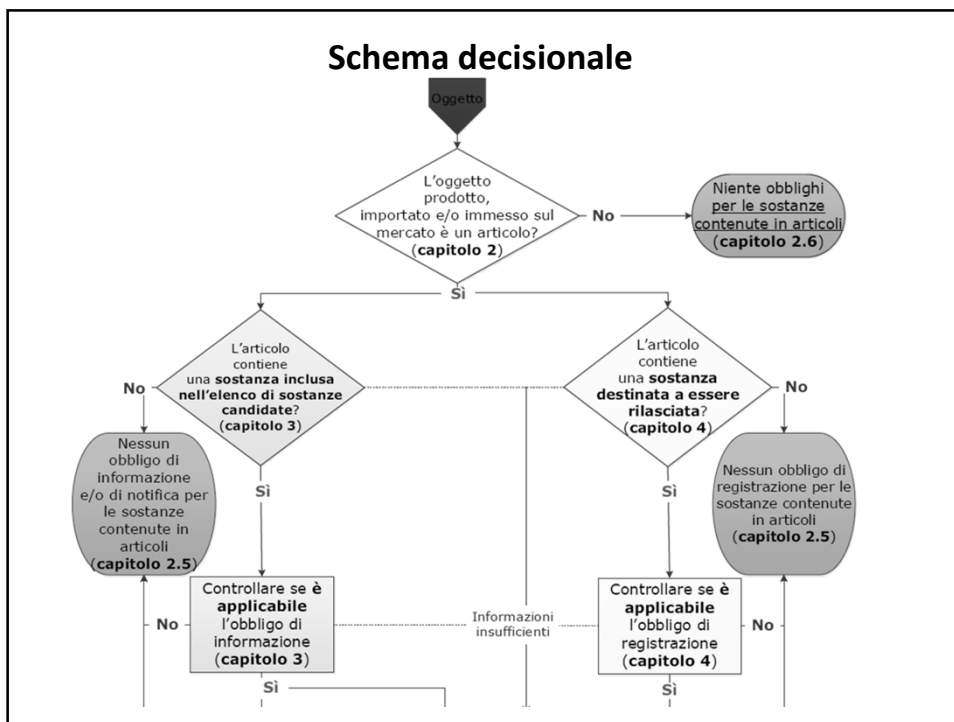 Schema decisionale
Oggetto
L'oggetto
prodotto,
importato e/o immesso sul
mercato è un articolo?
(capitolo 2)
No
Niente obblighi
per le sostanze
contenute in articoli
(capitolo 2.6)
Sì
L'articolo
contiene
una sostanza inclusa
nell'elenco di sostanze
candidate?
(capitolo 3)
L'articolo
contiene
una sostanza
destinata a essere
rilasciata?
(capitolo 4)
No
No
Nessun
obbligo di
informazione
e/o di notifica per
le sostanze
contenute in
articoli
(capitolo 2.5)
Sì
Sì
Nessun obbligo di
registrazione per le
sostanze contenute
in articoli
(capitolo 2.5)
No
Controllare se è
applicabile
l'obbligo di
informazione
(capitolo 3)
Informazioni
insufficienti
Controllare se è
applicabile
l'obbligo di
registrazione
(capitolo 4)
No
Sì
Sì